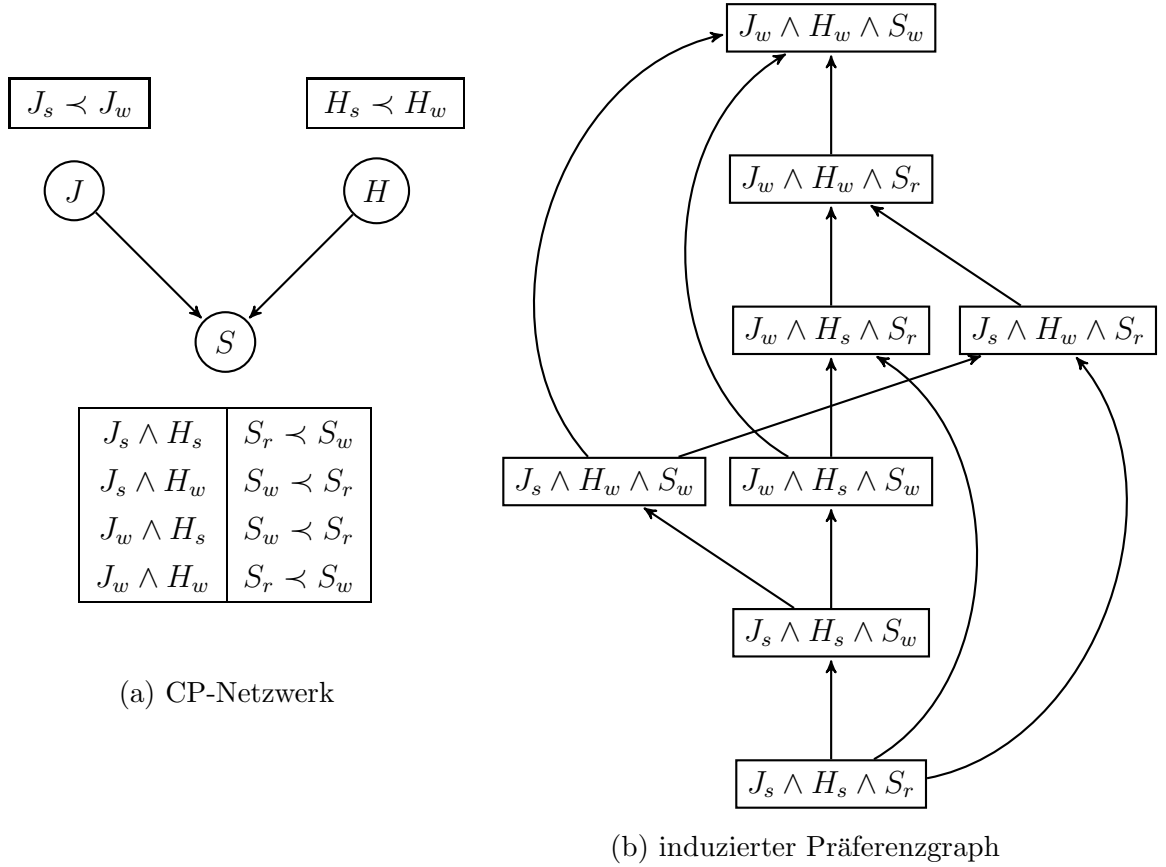 J_s ≺ J_w
H_s ≺ H_w
J
H
S
J_s ∧ H_s S_r ≺ S_w
J_s ∧ H_w S_w ≺ S_r
J_w ∧ H_s S_w ≺ S_r
J_w ∧ H_w S_r ≺ S_w
(a) CP-Netzwerk
J_w ∧ H_w ∧ S_w
J_w ∧ H_w ∧ S_r
J_w ∧ H_s ∧ S_r
J_s ∧ H_w ∧ S_r
J_s ∧ H_w ∧ S_w
J_w ∧ H_s ∧ S_w
J_s ∧ H_s ∧ S_w
J_s ∧ H_s ∧ S_r
(b) induzierter Präferenzgraph